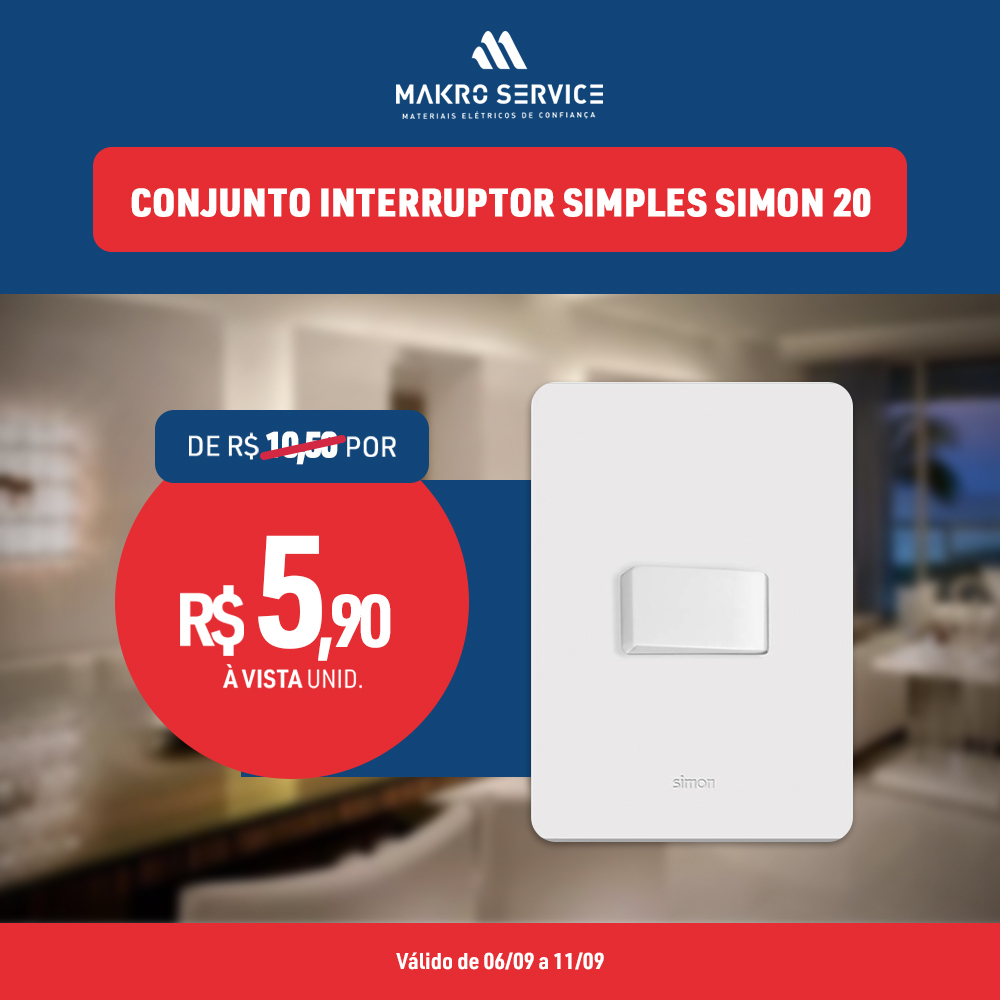 MAKRO SERVICE
MATERIAIS ELÉTRICOS DE CONFIANÇA
CONJUNTO INTERRUPTOR SIMPLES SIMON 20
DE R$ 10,50 POR
R$ 5,90
À VISTA UNID.
simon
Válido de 06/09 a 11/09